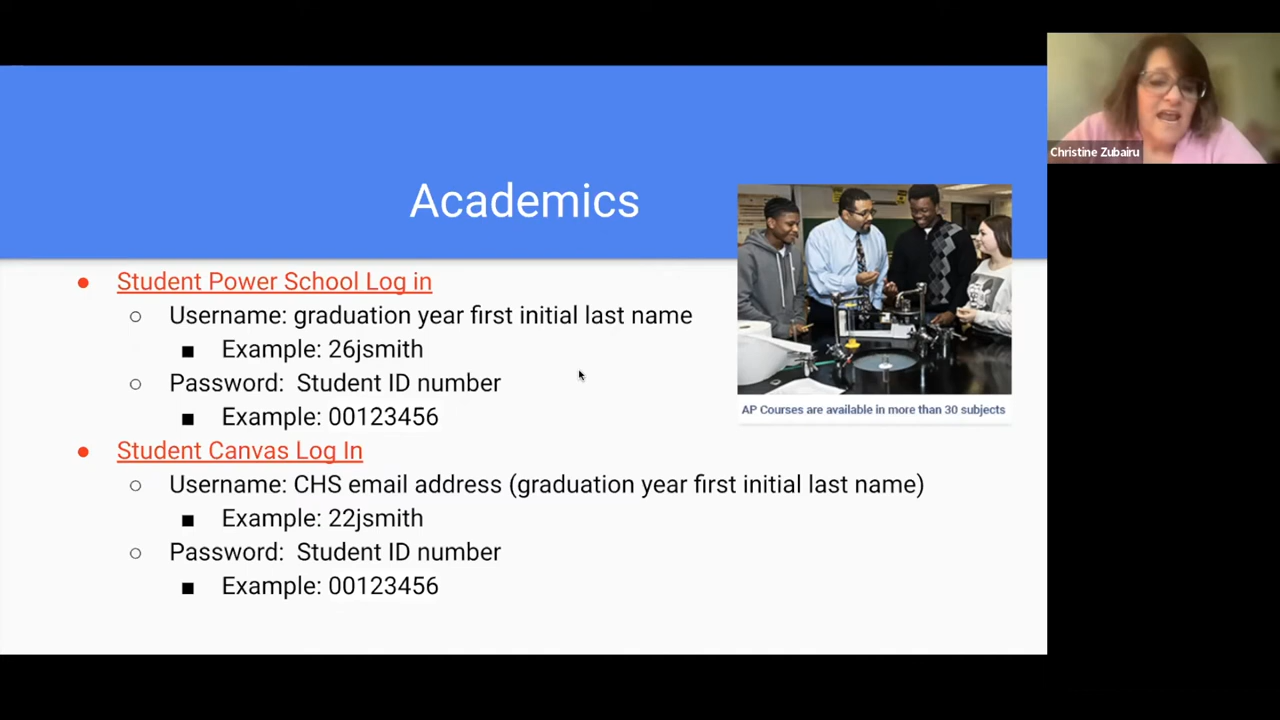 Academics
Student Power School Log in
Username: graduation year first initial last name
Example: 26jsmith
Password: Student ID number
Example: 00123456
Student Canvas Log In
Username: CHS email address (graduation year first initial last name)
Example: 22jsmith
Password: Student ID number
Example: 00123456
AP Courses are available in more than 30 subjects
Christine Zubairu